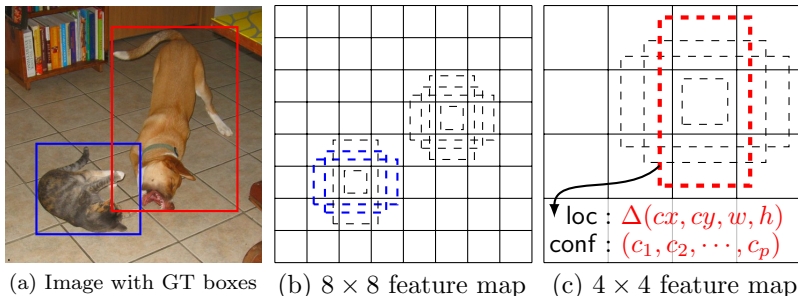 loc : Δ(cx, cy, w, h)
conf : (c₁, c₂, ⋯, cₚ)
(a) Image with GT boxes
(b) 8 × 8 feature map
(c) 4 × 4 feature map